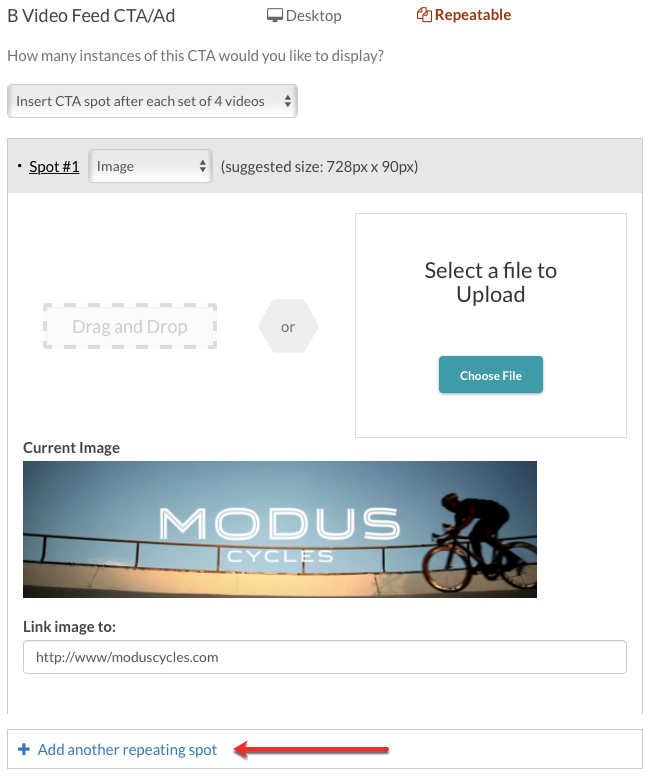 B Video Feed CTA/Ad Desktop Repeatable
How many instances of this CTA would you like to display?
Insert CTA spot after each set of 4 videos
• Spot #1 Image (suggested size: 728px x 90px)
Select a file to
Upload
Drag and Drop or
Choose File
Current Image
MODUS
CYCLES
Link image to:
http://www/moduscycles.com
+ Add another repeating spot